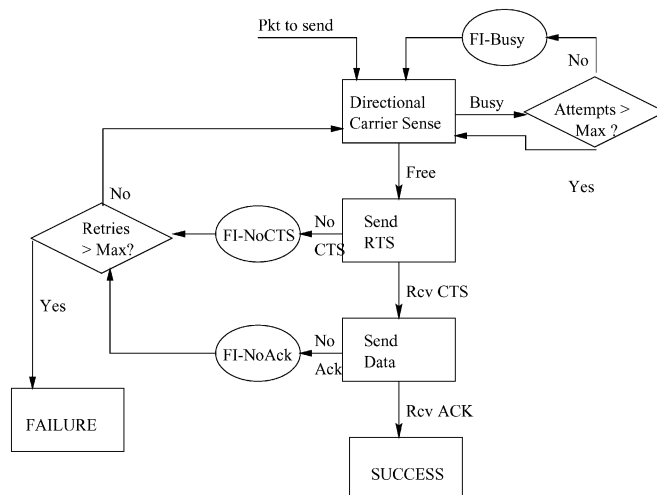 Pkt to send
FI-Busy
No
Directional
Carrier Sense
Busy
Attempts >
Max ?
Yes
Free
No
Retries
> Max?
FI-NoCTS
No
CTS
Send
RTS
Yes
Rcv CTS
FI-NoAck
No
Ack
Send
Data
Rcv ACK
FAILURE
SUCCESS